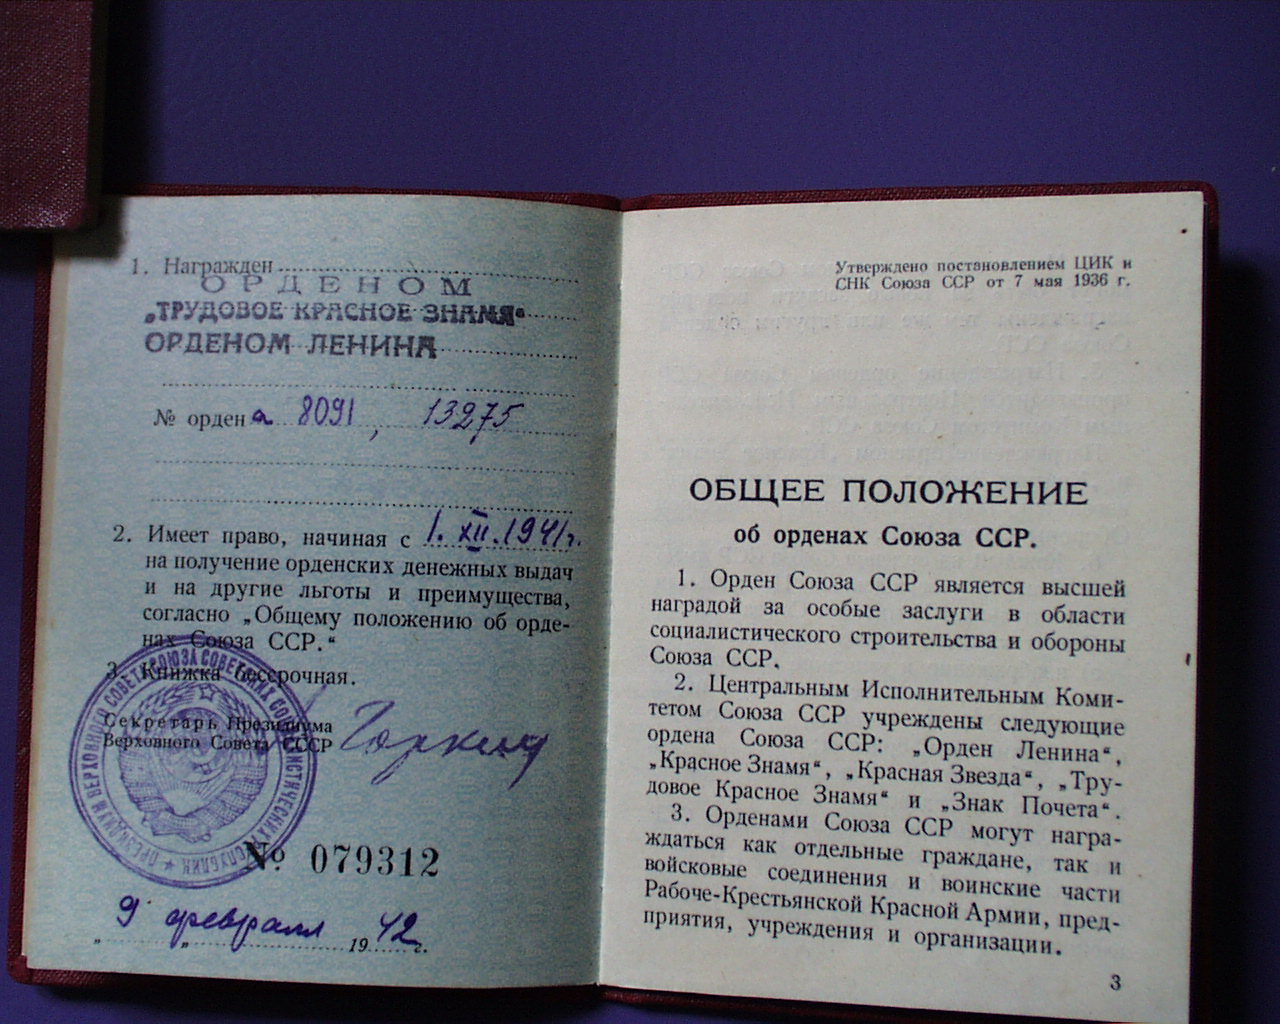 1. Награжден
ОРДЕНОМ
„ТРУДОВОЕ КРАСНОЕ ЗНАМЯ“
ОРДЕНОМ ЛЕНИНА
№ орден а 8091, 13275
2. Имеет право, начиная с 1.XII.1941г.
на получение орденских денежных выдач
и на другие льготы и преимущества,
согласно „Общему положению об орде-
нах Союза ССР.“
3. Книжка бессрочная.
Секретарь Президиума
Верховного Совета СССР Горкин
№ 079312
„ 9 „ февраля 1942 г.
Утверждено постановлением ЦИК и
СНК Союза ССР от 7 мая 1936 г.
ОБЩЕЕ ПОЛОЖЕНИЕ
об орденах Союза ССР.
1. Орден Союза ССР является высшей
наградой за особые заслуги в области
социалистического строительства и обороны
Союза ССР.
2. Центральным Исполнительным Коми-
тетом Союза ССР учреждены следующие
ордена Союза ССР: „Орден Ленина“,
„Красное Знамя“, „Красная Звезда“, „Тру-
довое Красное Знамя“ и „Знак Почета“.
3. Орденами Союза ССР могут награ-
ждаться как отдельные граждане, так и
войсковые соединения и воинские части
Рабоче-Крестьянской Красной Армии, пред-
приятия, учреждения и организации.
3